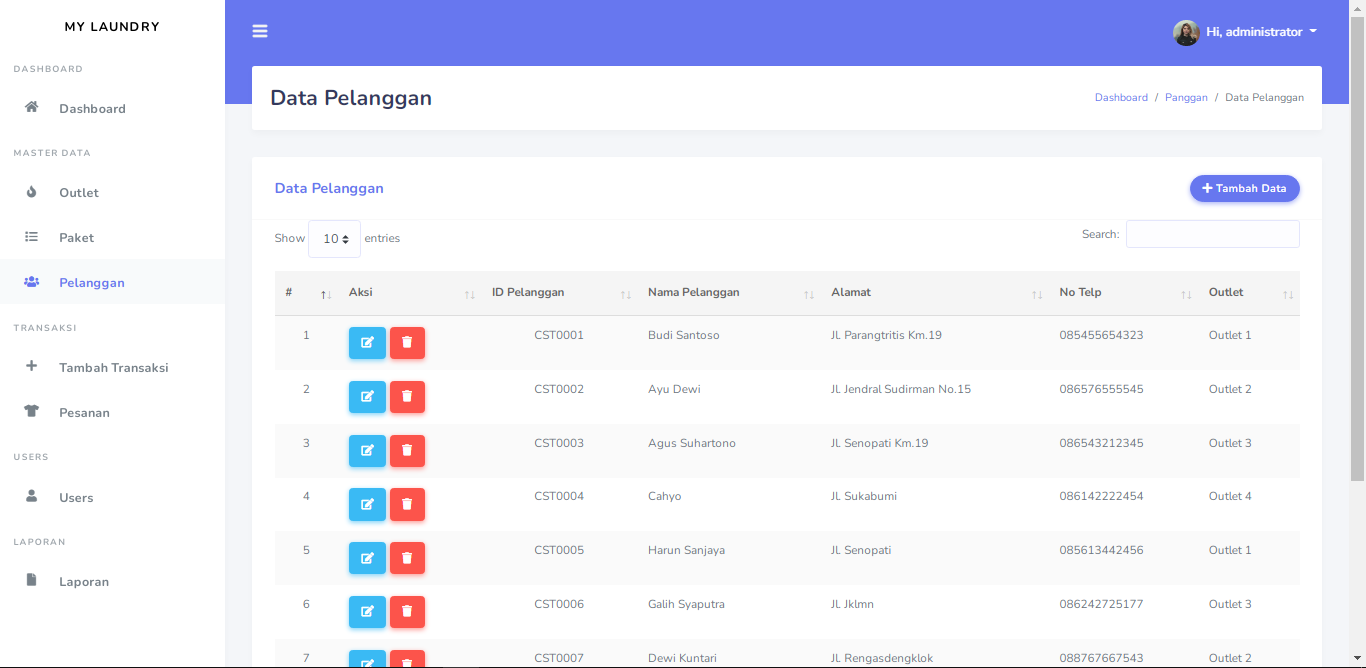 MY LAUNDRY
DASHBOARD
Dashboard
MASTER DATA
Outlet
Paket
Pelanggan
TRANSAKSI
Tambah Transaksi
Pesanan
USERS
Users
LAPORAN
Laporan
Hi, administrator
Data Pelanggan
Dashboard / Panggan / Data Pelanggan
Data Pelanggan
Tambah Data
Show 10 entries
Search:
# Aksi ID Pelanggan Nama Pelanggan Alamat No Telp Outlet
1 CST0001 Budi Santoso Jl. Parangtritis Km.19 085455654323 Outlet 1
2 CST0002 Ayu Dewi Jl. Jendral Sudirman No.15 086576555545 Outlet 2
3 CST0003 Agus Suhartono Jl. Senopati Km.19 086543212345 Outlet 3
4 CST0004 Cahyo Jl. Sukabumi 086142222454 Outlet 4
5 CST0005 Harun Sanjaya Jl. Senopati 085613442456 Outlet 1
6 CST0006 Galih Syaputra Jl. Jklmn 086242725177 Outlet 3
7 CST0007 Dewi Kuntari Jl. Rengasdengklok 088767667543 Outlet 2